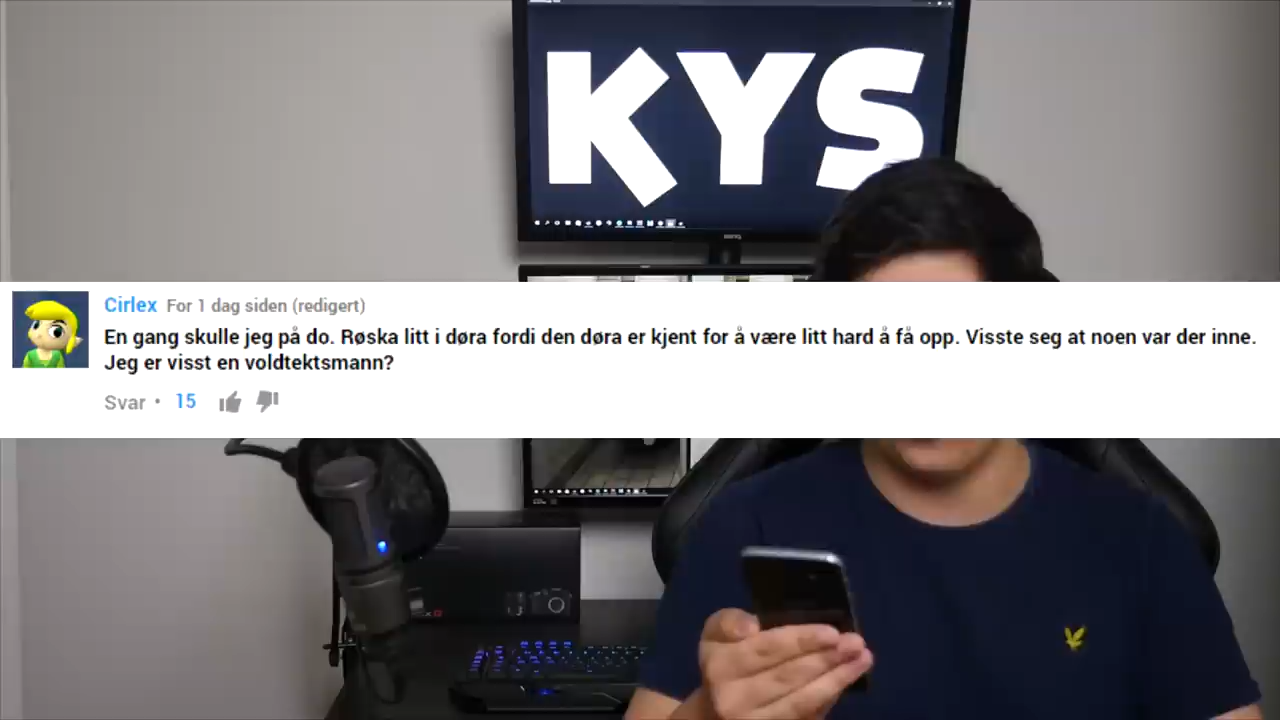 KYS
BenQ
Cirlex For 1 dag siden (redigert)
En gang skulle jeg på do. Røska litt i døra fordi den døra er kjent for å være litt hard å få opp. Visste seg at noen var der inne.
Jeg er visst en voldtektsmann?
Svar • 15